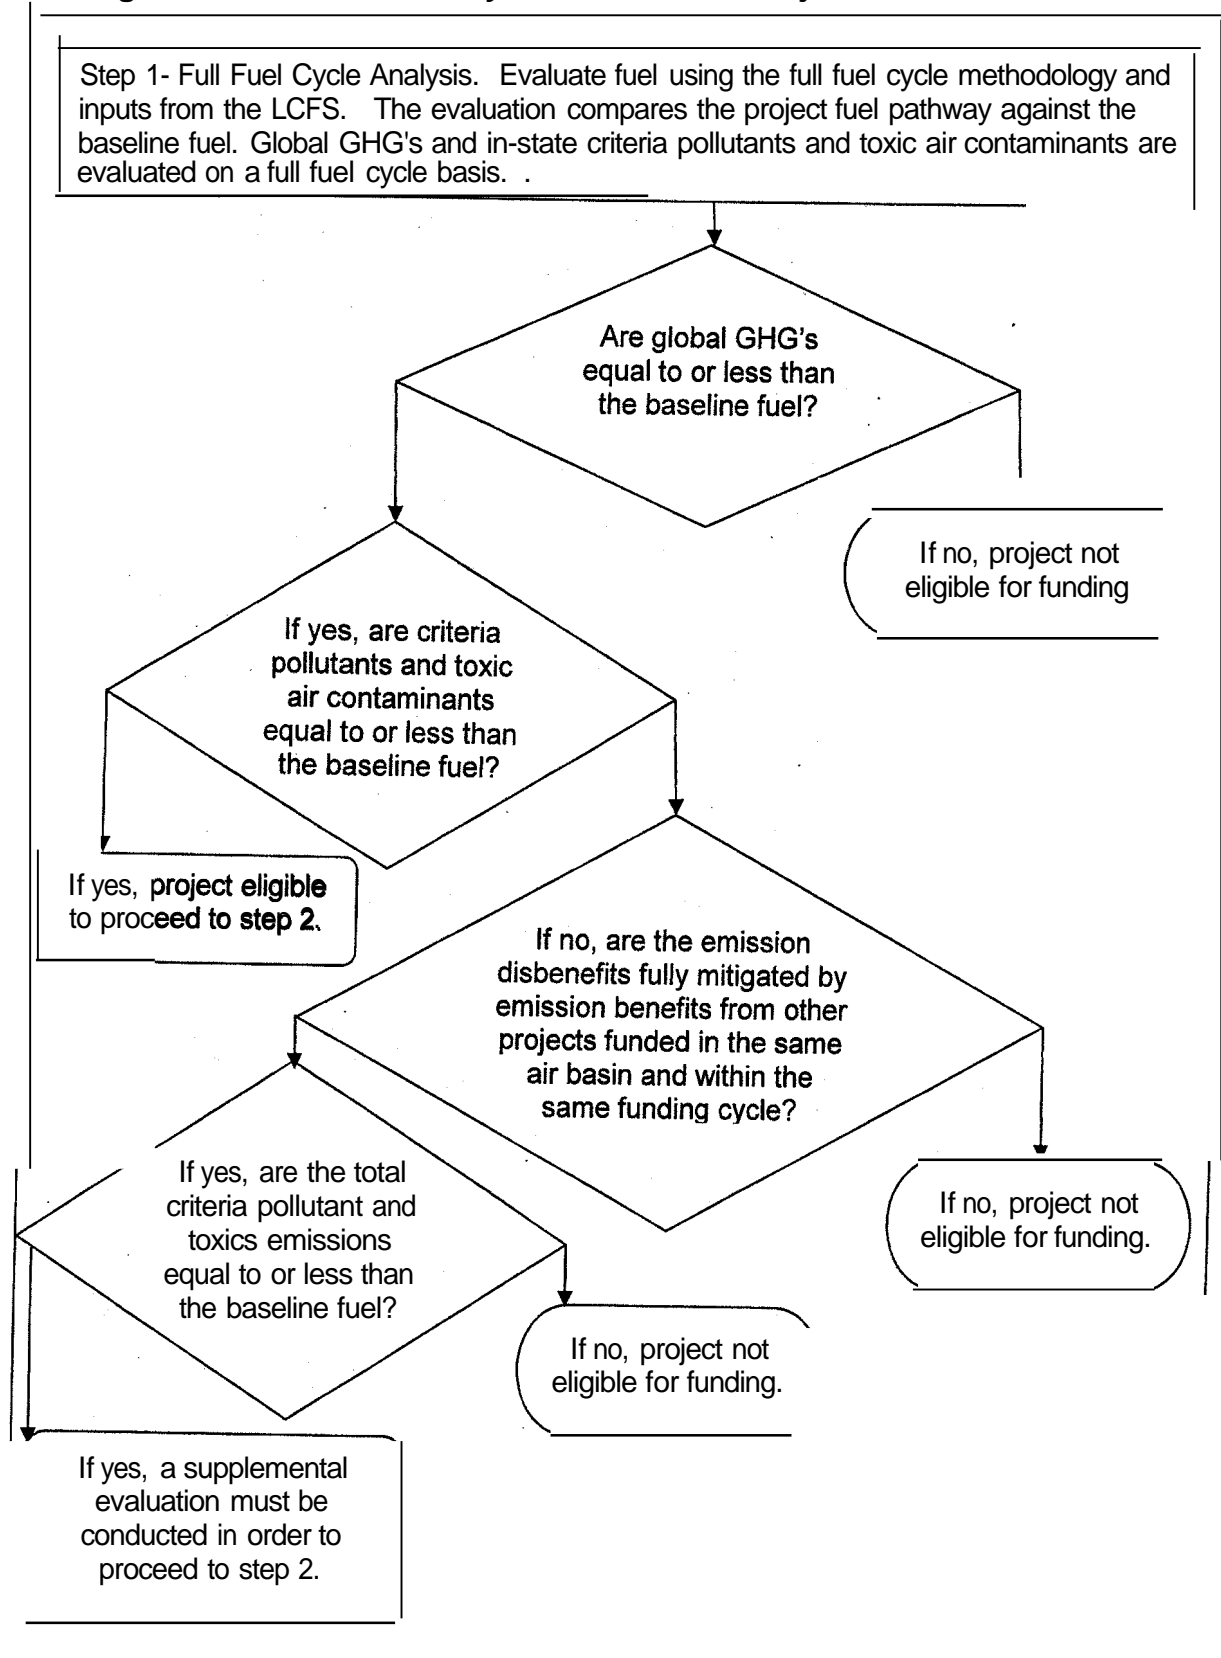 Step 1- Full Fuel Cycle Analysis. Evaluate fuel using the full fuel cycle methodology and
inputs from the LCFS. The evaluation compares the project fuel pathway against the
baseline fuel. Global GHG's and in-state criteria pollutants and toxic air contaminants are
evaluated on a full fuel cycle basis. .
Are global GHG's
equal to or less than
the baseline fuel?
If no, project not
eligible for funding
If yes, are criteria
pollutants and toxic
air contaminants
equal to or less than
the baseline fuel?
If yes, project eligible
to proceed to step 2.
If no, are the emission
disbenefits fully mitigated by
emission benefits from other
projects funded in the same
air basin and within the
same funding cycle?
If no, project not
eligible for funding.
If yes, are the total
criteria pollutant and
toxics emissions
equal to or less than
the baseline fuel?
If no, project not
eligible for funding.
If yes, a supplemental
evaluation must be
conducted in order to
proceed to step 2.